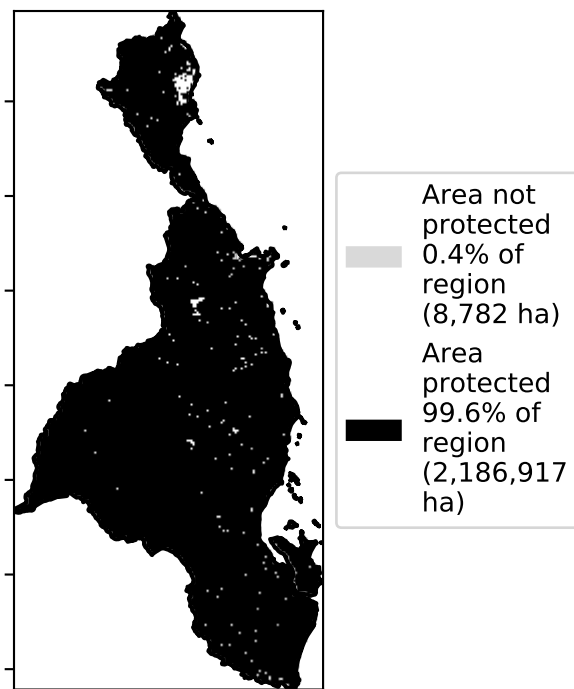 Area not
protected
0.4% of
region
(8,782 ha)
Area
protected
99.6% of
region
(2,186,917
ha)